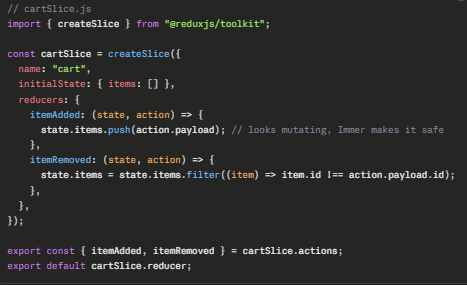 // cartSlice.js
import { createSlice } from "@reduxjs/toolkit";

const cartSlice = createSlice({
  name: "cart",
  initialState: { items: [] },
  reducers: {
    itemAdded: (state, action) => {
      state.items.push(action.payload); // looks mutating, Immer makes it safe
    },
    itemRemoved: (state, action) => {
      state.items = state.items.filter((item) => item.id !== action.payload.id);
    },
  },
});

export const { itemAdded, itemRemoved } = cartSlice.actions;
export default cartSlice.reducer;